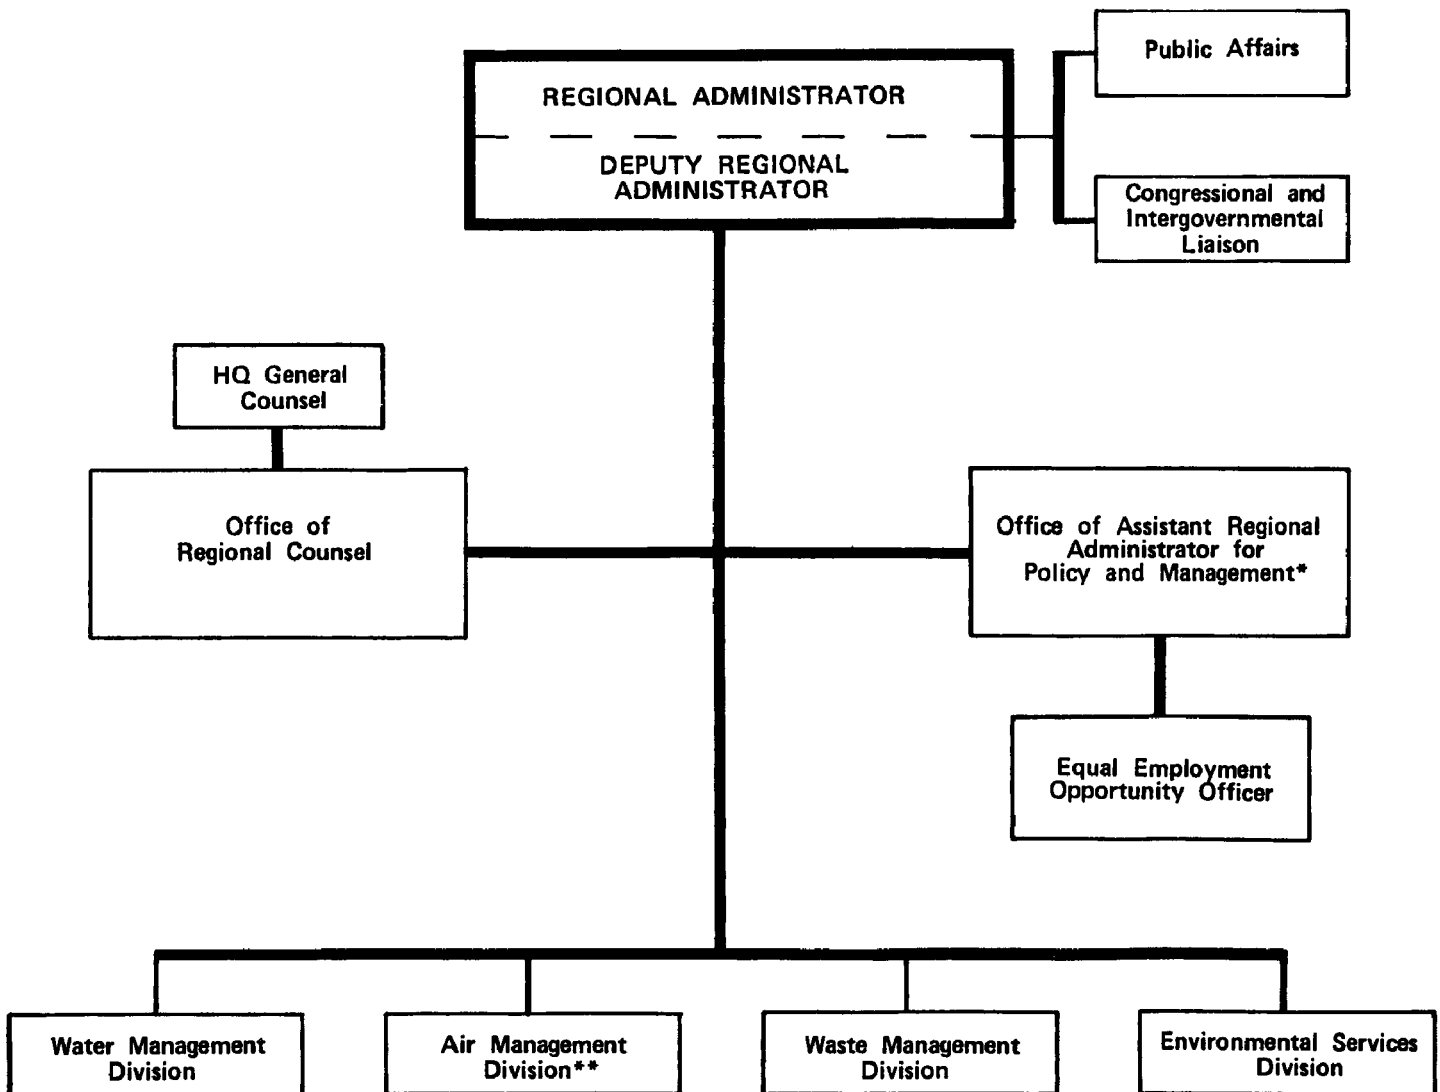 Public Affairs
REGIONAL ADMINISTRATOR
DEPUTY REGIONAL
ADMINISTRATOR
Congressional and
Intergovernmental
Liaison
HQ General
Counsel
Office of
Regional Counsel
Office of Assistant Regional
Administrator for
Policy and Management*
Equal Employment
Opportunity Officer
Water Management
Division
Air Management
Division**
Waste Management
Division
Environmental Services
Division